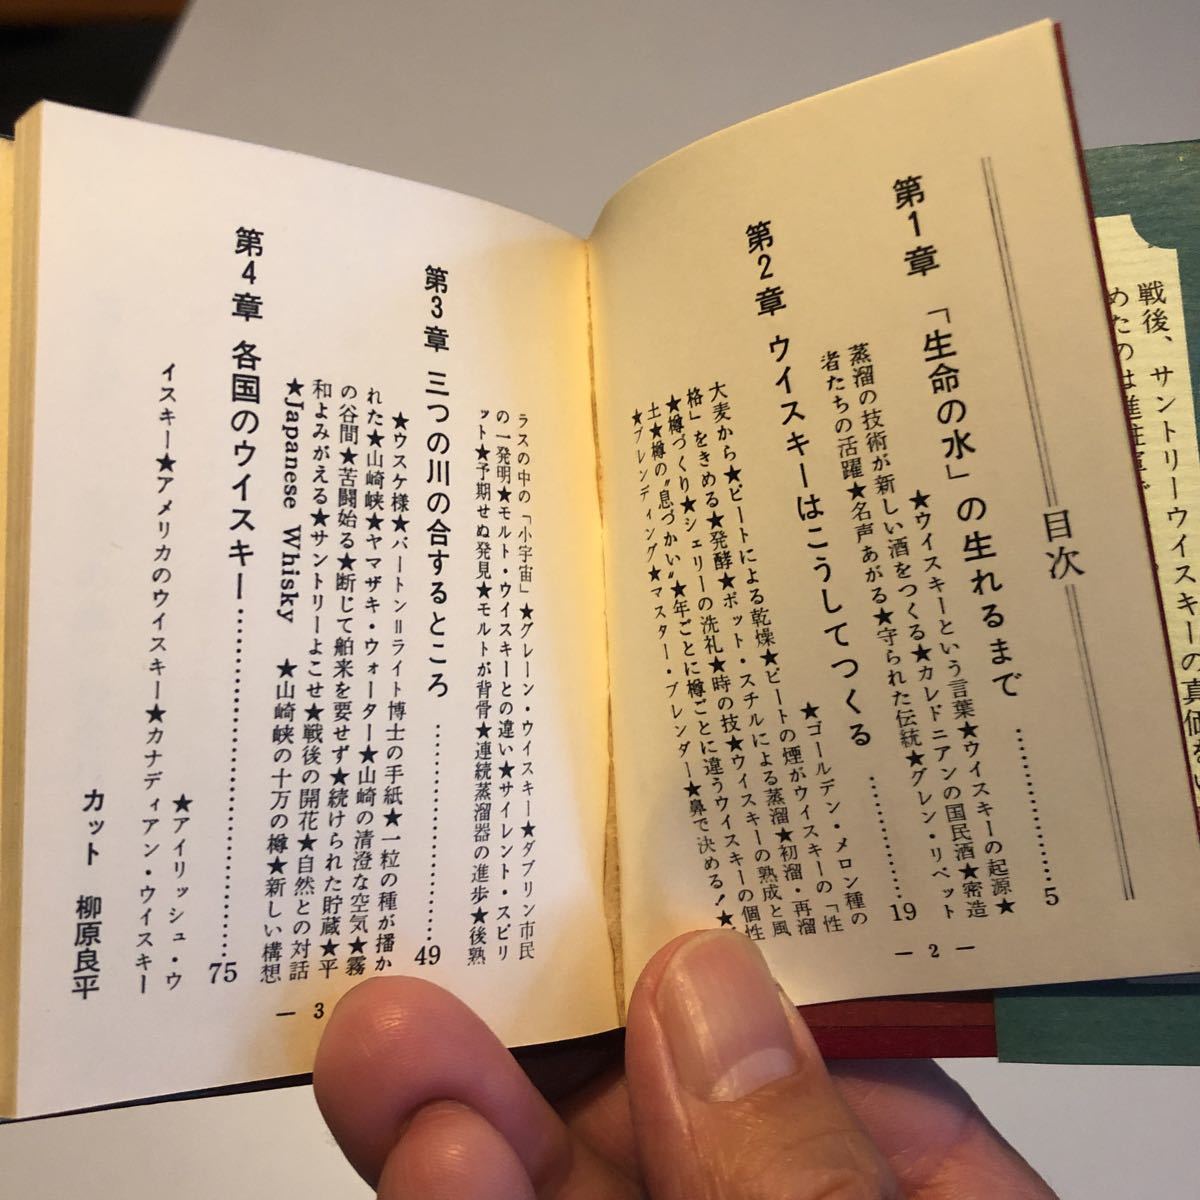 目次
第1章 「生命の水」の生れるまで…………5
★ウイスキーという言葉★ウイスキーの起源★
蒸溜の技術が新しい酒をつくる★カレドニアンの国民酒★密造
者たちの活躍★名声あがる★守られた伝統★グレン・リベット
第2章 ウイスキーはこうしてつくる…………19
★ゴールデン・メロン種の
大麦から★ピートによる乾燥★ピートの煙がウイスキーの「性
格」をきめる★発酵★ポット・スチルによる蒸溜★初溜・再溜
★樽づくり★シェリーの洗礼★時の技★ウイスキーの熟成と風
土★樽の〝息づかい〟★年ごとに樽ごとに違うウイスキーの個性
★ブレンディング★マスター・ブレンダー★鼻で決める！★
— 2 —
ラスの中の「小宇宙」★グレーン・ウイスキー★ダブリン市民
の一発明★モルト・ウイスキーとの違い★サイレント・スピリ
ット★予期せぬ発見★モルトが背骨★連続蒸溜器の進歩★後熟
第3章 三つの川の合するところ…………49
★ウスケ様★バートン＝ライト博士の手紙★一粒の種が播か
れた★山崎峡★ヤマザキ・ウォーター★山崎の清澄な空気★霧
の谷間★苦闘始る★断じて舶来を要せず★続けられた貯蔵★平
和よみがえる★サントリーよこせ★戦後の開花★自然との対話
★Japanese Whisky ★山崎峡の十万の樽★新しい構想
第4章 各国のウイスキー…………75
★アイリッシュ・ウ
イスキー★アメリカのウイスキー★カナディアン・ウイスキー
カット 柳原良平
— 3
戦後、サントリーウイスキーの真価を
めたのは進駐軍で